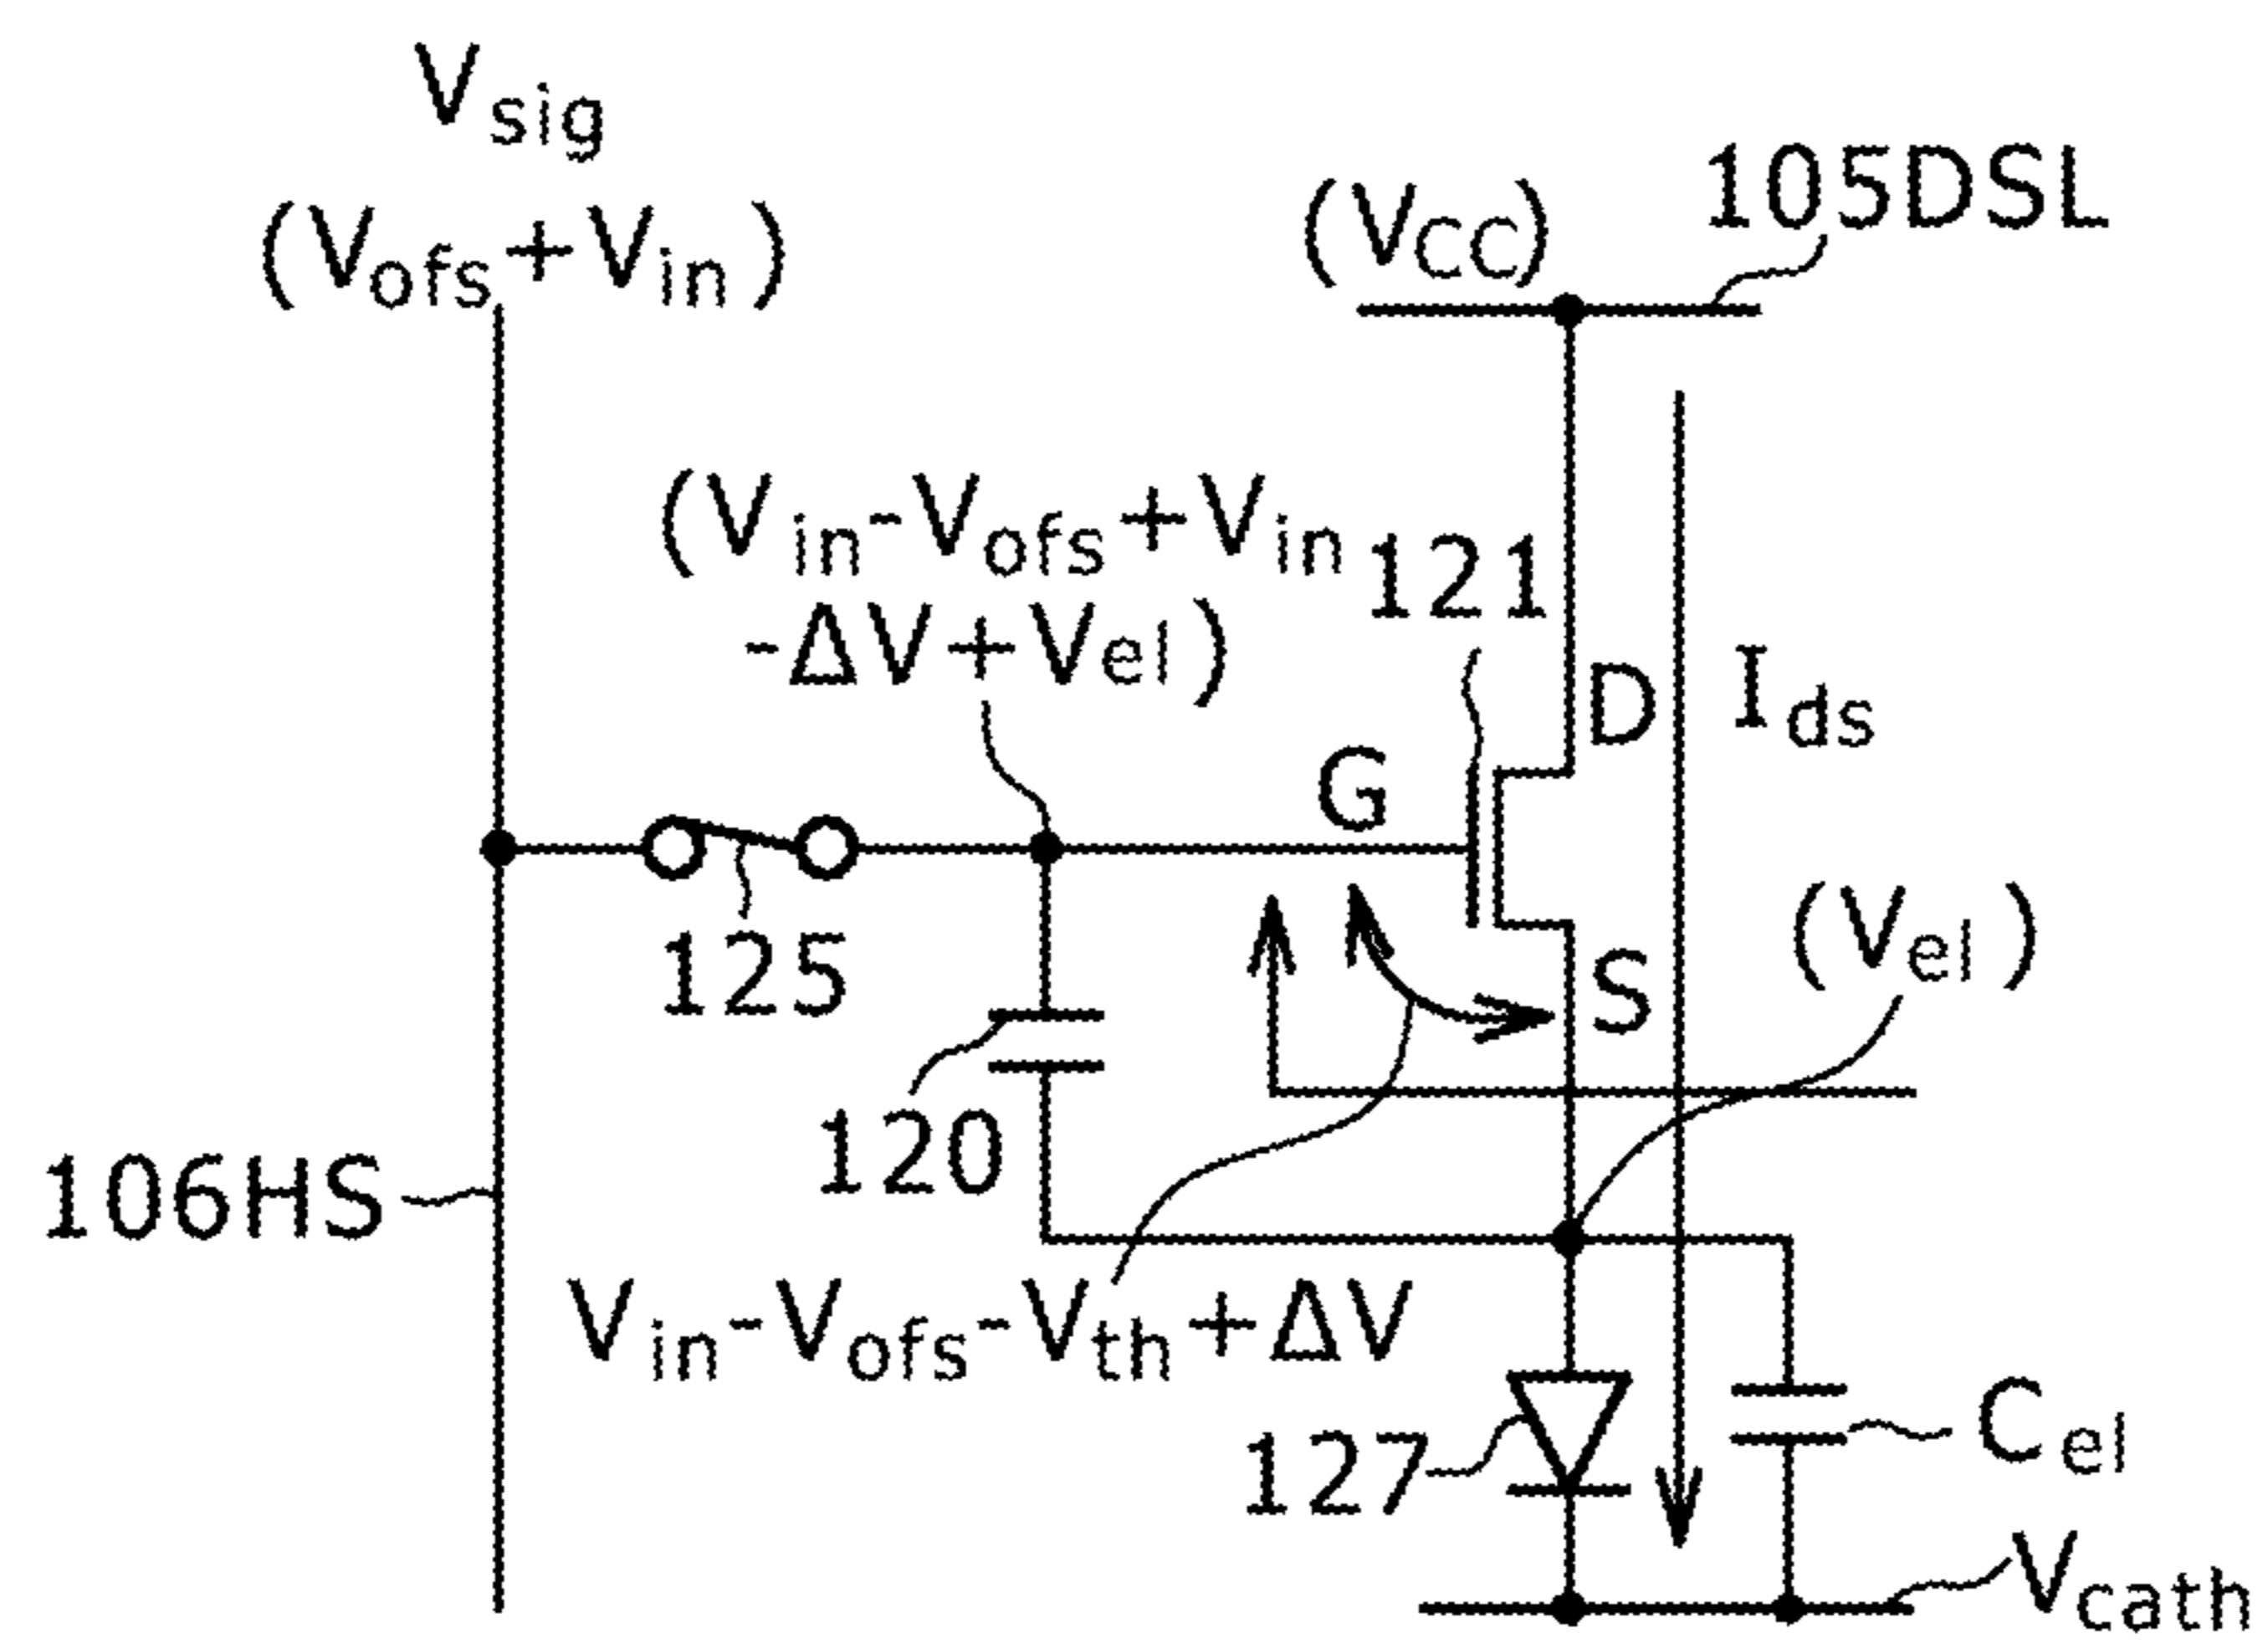 Vsig
(Vofs+Vin)
(VCC)
105DSL
(Vin-Vofs+Vin
-ΔV+Vel)
121
D
Ids
G
(Vel)
125
S
120
106HS
Vin-Vofs-Vth+ΔV
127
Cel
Vcath